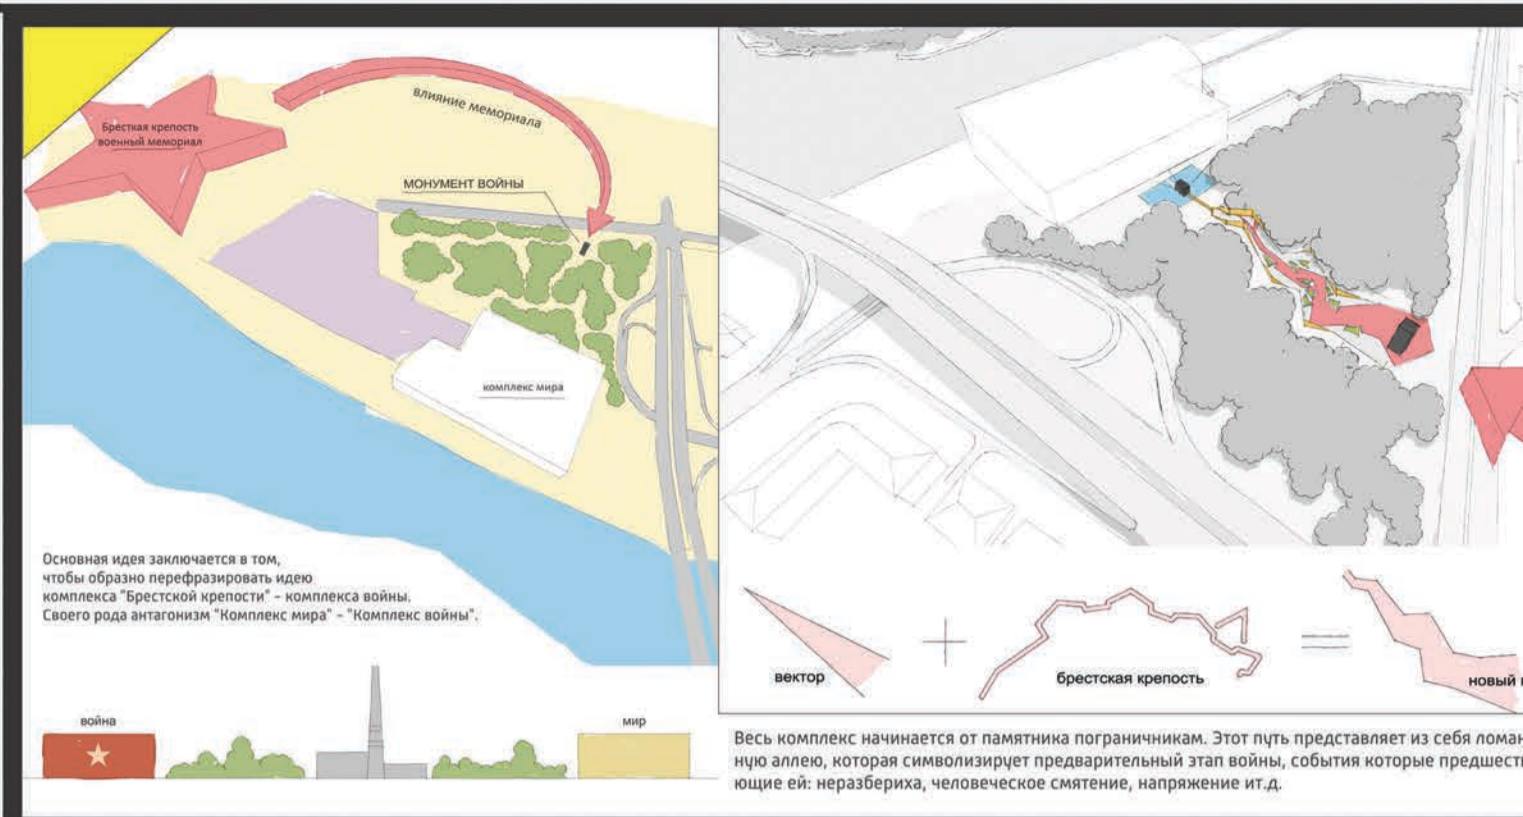 Бресткая крепость
военный мемориал
влияние мемориала
МОНУМЕНТ ВОЙНЫ
комплекс мира
Основная идея заключается в том,
чтобы образно перефразировать идею
комплекса "Брестской крепости" - комплекса войны.
Своего рода антагонизм "Комплекс мира" - "Комплекс войны".
война
мир
вектор
брестская крепость
новый
Весь комплекс начинается от памятника пограничникам. Этот путь представляет из себя ломан
ную аллею, которая символизирует предварительный этап войны, события которые предшест
ющие ей: неразбериха, человеческое смятение, напряжение ит.д.